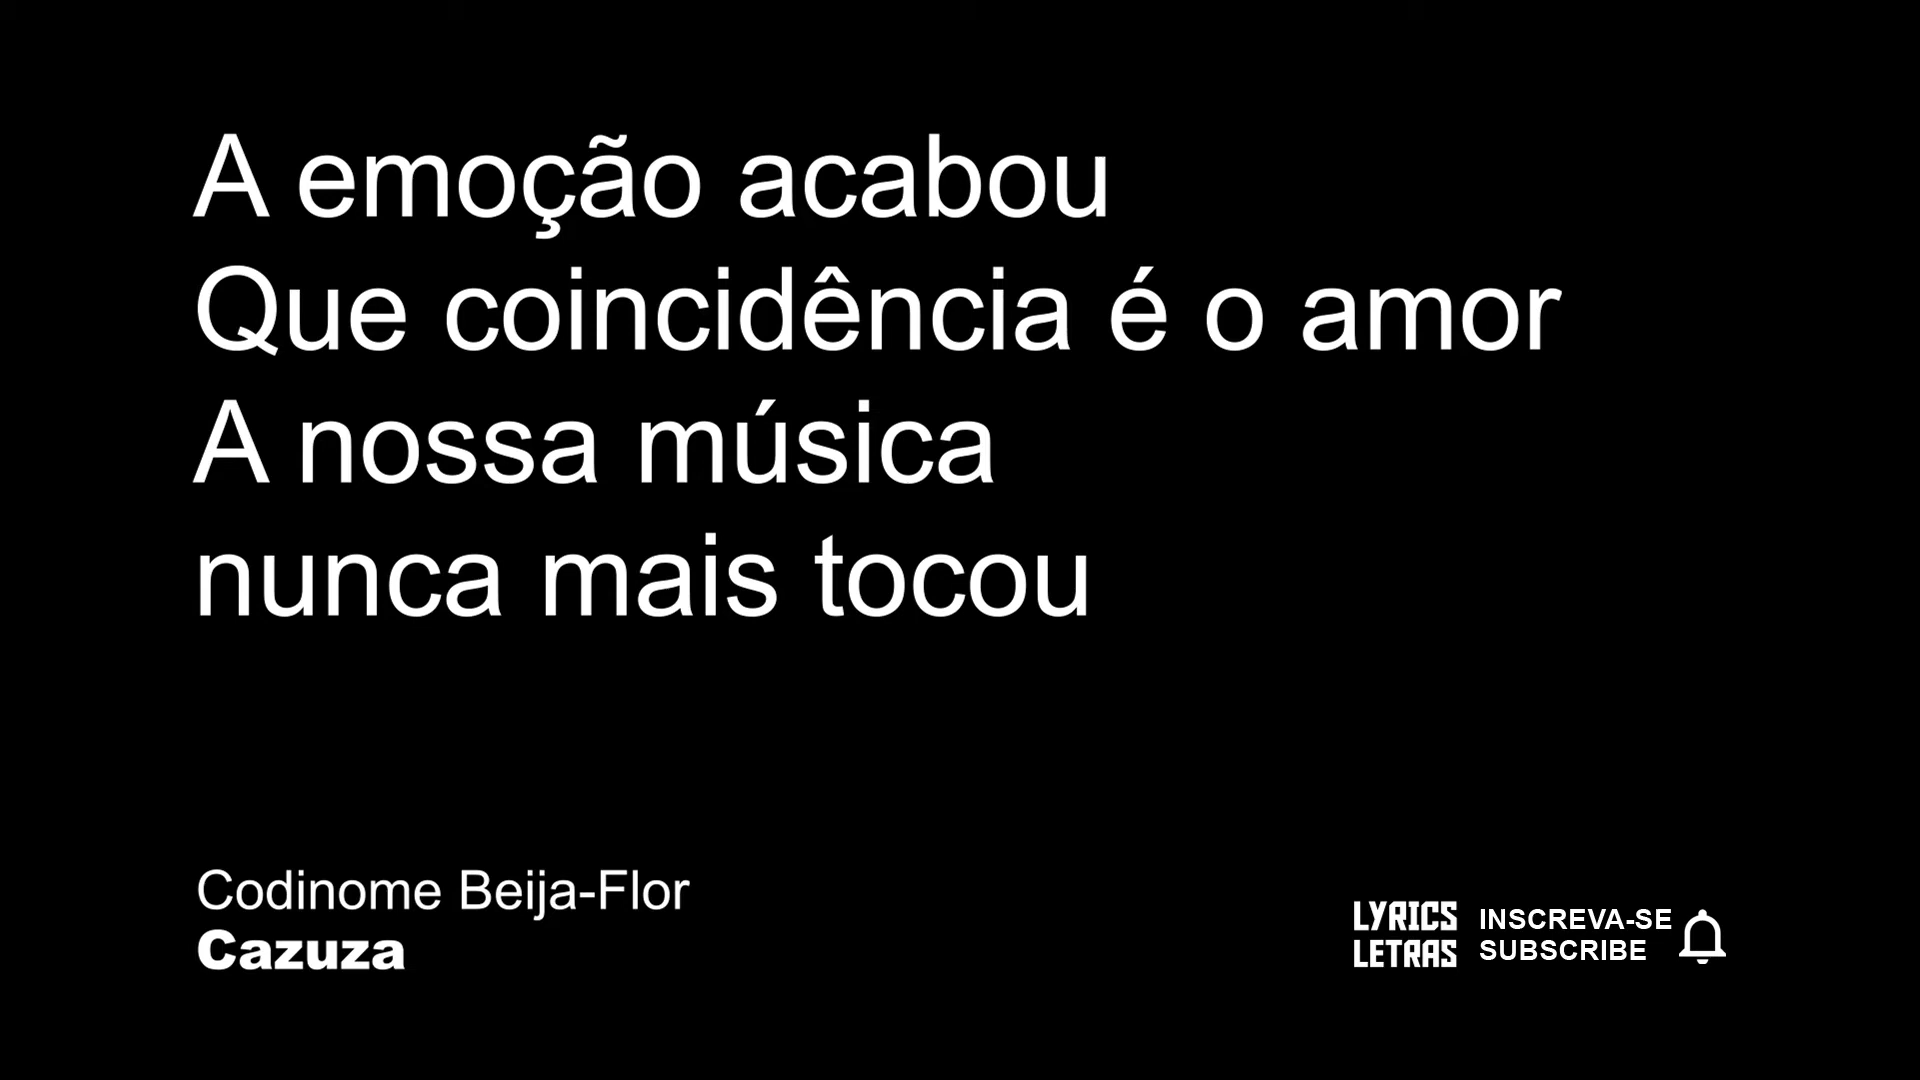 A emoção acabou
Que coincidência é o amor
A nossa música
nunca mais tocou
Codinome Beija-Flor
Cazuza
LYRICS
LETRAS
INSCREVA-SE
SUBSCRIBE